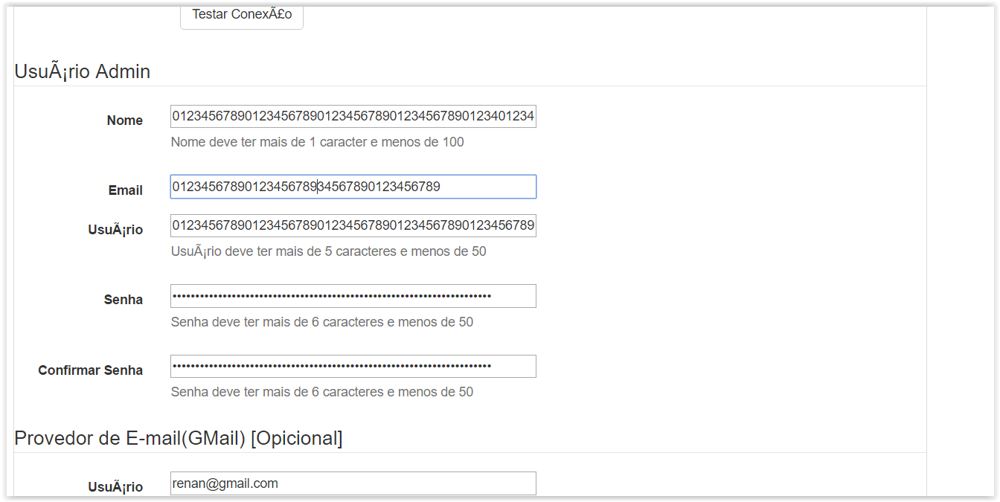 Testar ConexÃ£o
UsuÃ¡rio Admin
Nome
01234567890123456789012345678901234567890123401234
Nome deve ter mais de 1 caracter e menos de 100
Email
0123456789012345678934567890123456789
UsuÃ¡rio
01234567890123456789012345678901234567890123456789
UsuÃ¡rio deve ter mais de 5 caracteres e menos de 50
Senha
Senha deve ter mais de 6 caracteres e menos de 50
Confirmar Senha
Senha deve ter mais de 6 caracteres e menos de 50
Provedor de E-mail(GMail) [Opicional]
UsuÃ¡rio
renan@gmail.com